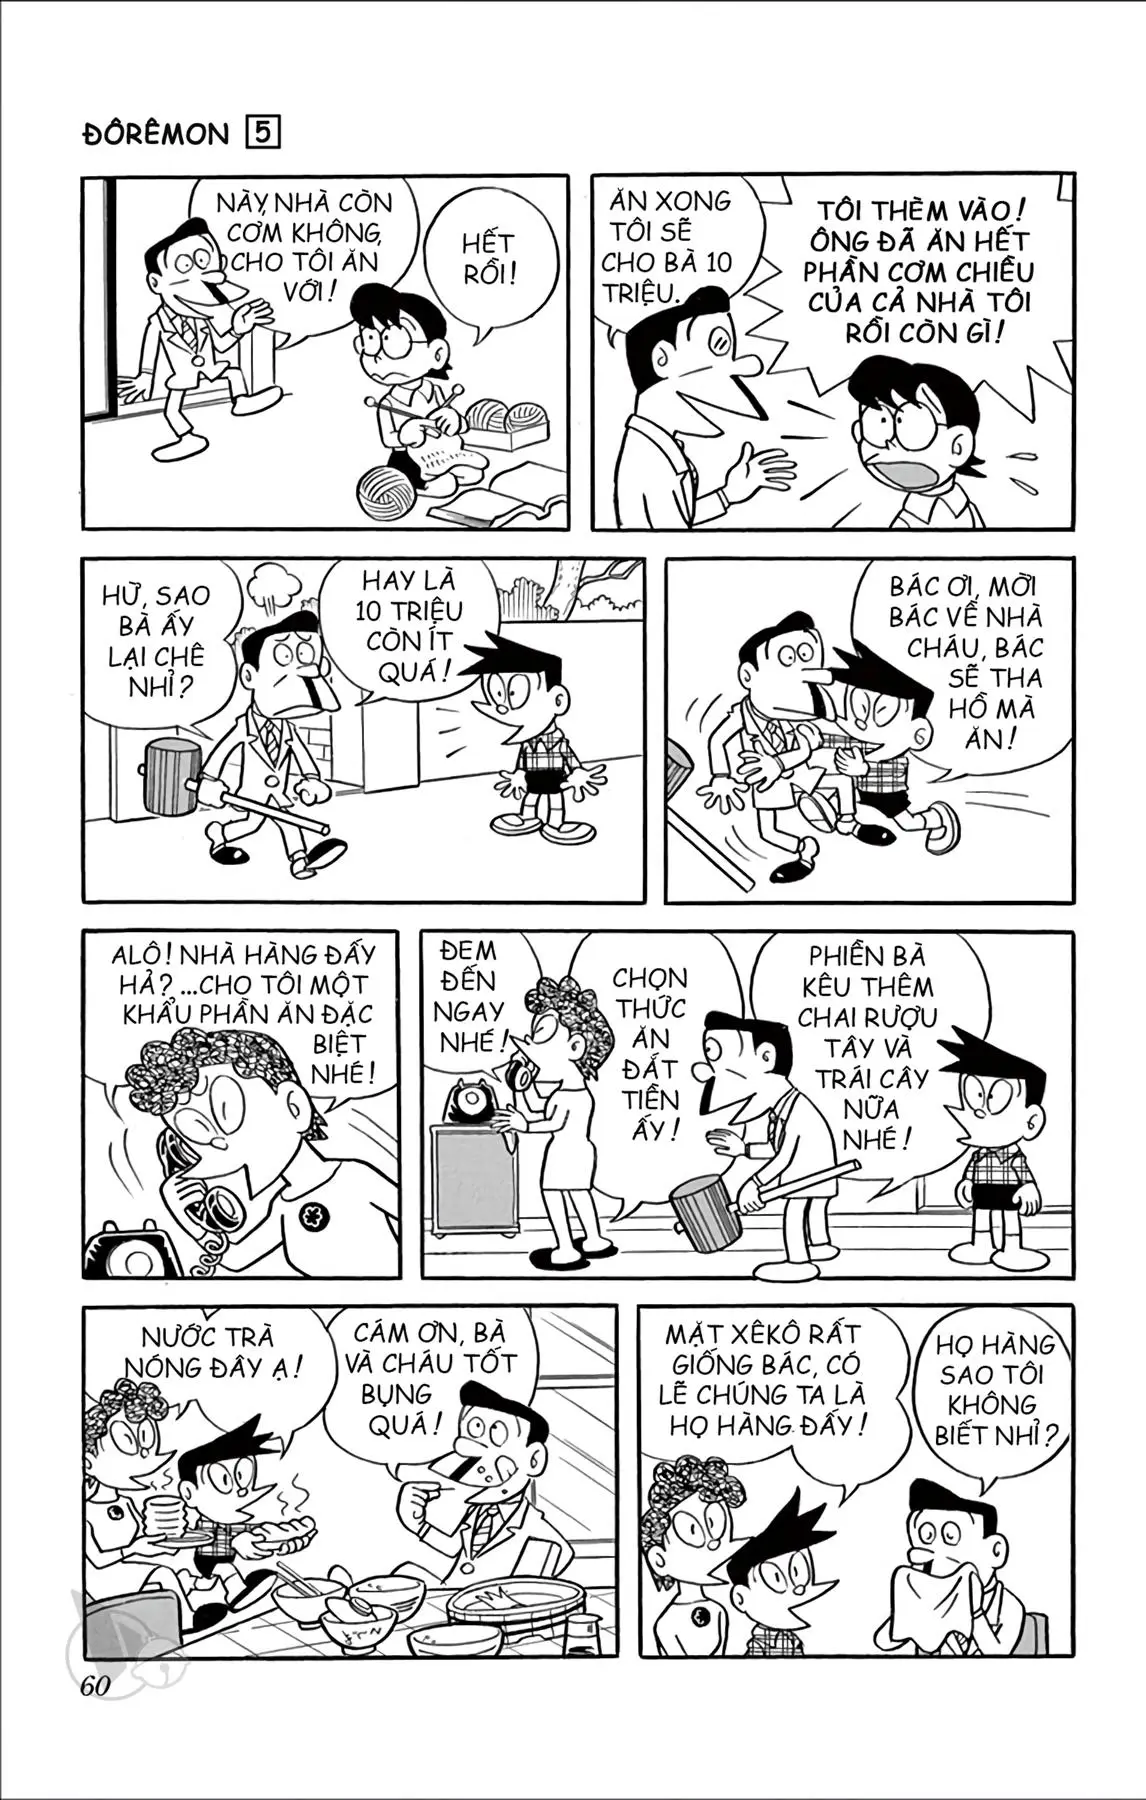 ĐÔRÊMON 5
NÀY, NHÀ CÒN
CƠM KHÔNG,
CHO TÔI ĂN
VỚI!
HẾT
RỒI!
ĂN XONG
TÔI SẼ
CHO BÀ 10
TRIỆU.
TÔI THÈM VÀO!
ÔNG ĐÃ ĂN HẾT
PHẦN CƠM CHIỀU
CỦA CẢ NHÀ TÔI
RỒI CÒN GÌ!
HỪ, SAO
BÀ ẤY
LẠI CHÊ
NHỈ?
HAY LÀ
10 TRIỆU
CÒN ÍT
QUÁ!
BÁC ƠI, MỜI
BÁC VỀ NHÀ
CHÁU, BÁC
SẼ THA
HỒ MÀ
ĂN!
ALÔ! NHÀ HÀNG ĐẤY
HẢ?...CHO TÔI MỘT
KHẨU PHẦN ĂN ĐẶC
BIỆT
NHÉ!
ĐEM
ĐẾN
NGAY
NHÉ!
CHỌN
THỨC
ĂN
ĐẮT
TIỀN
ẤY!
PHIỀN BÀ
KÊU THÊM
CHAI RƯỢU
TÂY VÀ
TRÁI CÂY
NỮA
NHÉ!
NƯỚC TRÀ
NÓNG ĐÂY Ạ!
CÁM ƠN, BÀ
VÀ CHÁU TỐT
BỤNG
QUÁ!
MẶT XÊKÔ RẤT
GIỐNG BÁC, CÓ
LẼ CHÚNG TA LÀ
HỌ HÀNG ĐẤY!
HỌ HÀNG
SAO TÔI
KHÔNG
BIẾT NHỈ?
60